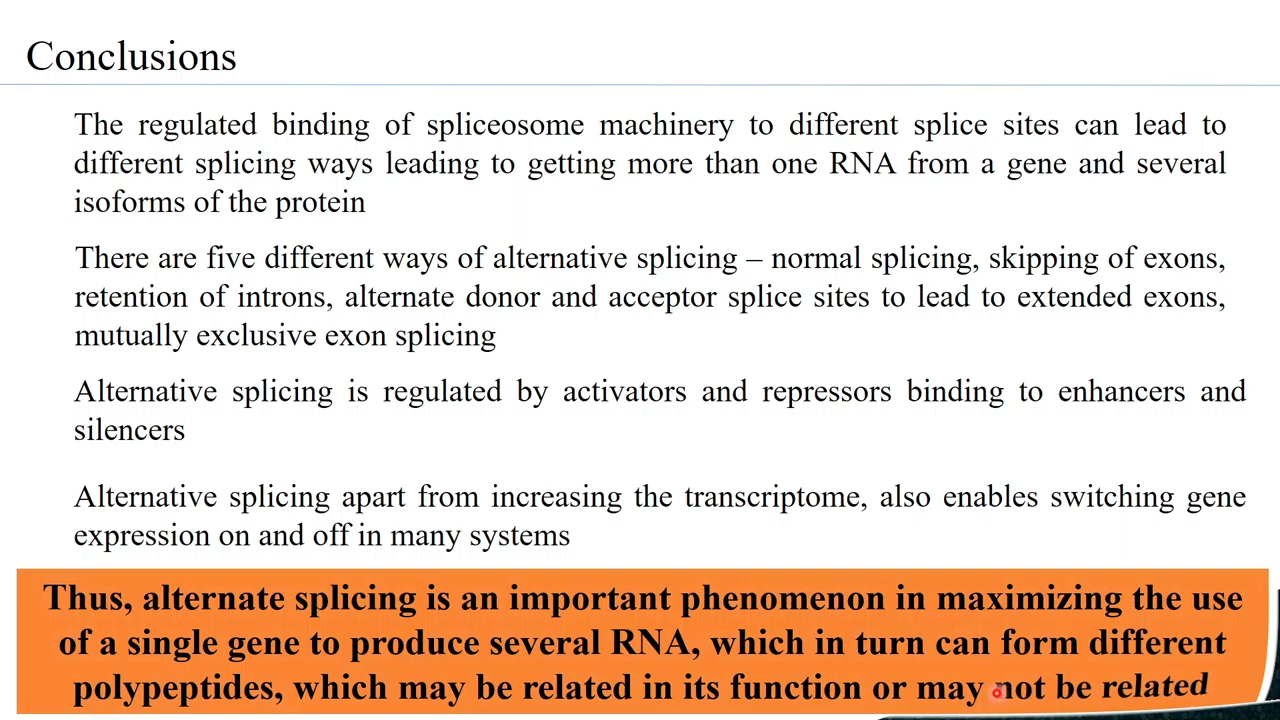 Conclusions
The regulated binding of spliceosome machinery to different splice sites can lead to
different splicing ways leading to getting more than one RNA from a gene and several
isoforms of the protein
There are five different ways of alternative splicing – normal splicing, skipping of exons,
retention of introns, alternate donor and acceptor splice sites to lead to extended exons,
mutually exclusive exon splicing
Alternative splicing is regulated by activators and repressors binding to enhancers and
silencers
Alternative splicing apart from increasing the transcriptome, also enables switching gene
expression on and off in many systems
Thus, alternate splicing is an important phenomenon in maximizing the use
of a single gene to produce several RNA, which in turn can form different
polypeptides, which may be related in its function or may not be related